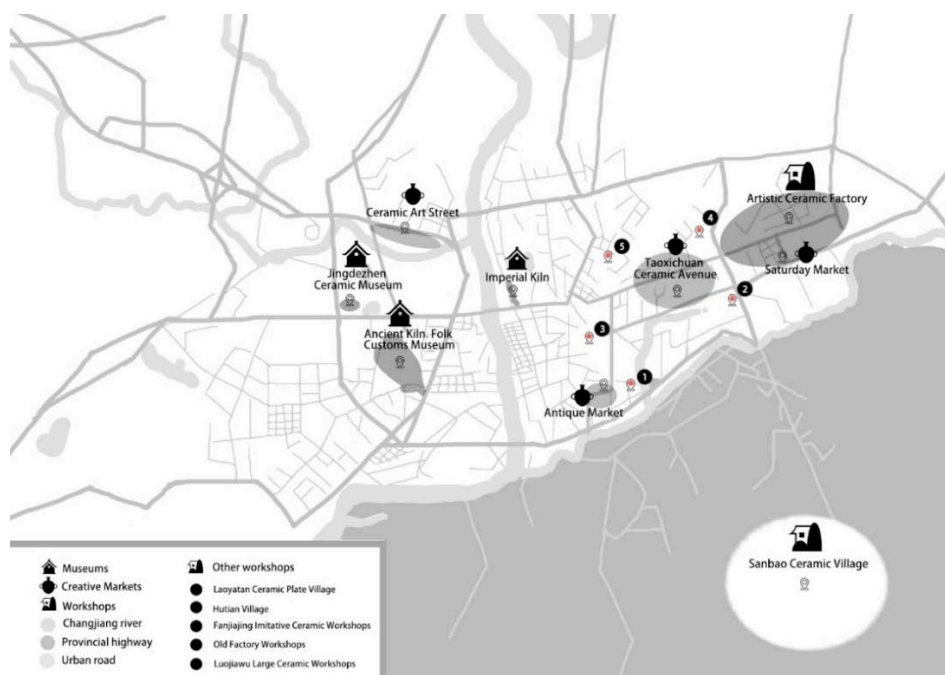 Artistic Ceramic Factory
Ceramic Art Street
4
5
Jingdezhen
Ceramic Museum
Imperial Kiln
Taoxichuan
Ceramic Avenue
Saturday Market
2
Ancient Kiln Folk
Customs Museum
3
1
Antique Market
Sanbao Ceramic Village
Museums
Creative Markets
Workshops
Changjiang river
Provincial highway
Urban road
Other workshops
Laoyatan Ceramic Plate Village
Hutian Village
Fanjiajing Imitative Ceramic Workshops
Old Factory Workshops
Luojiawu Large Ceramic Workshops